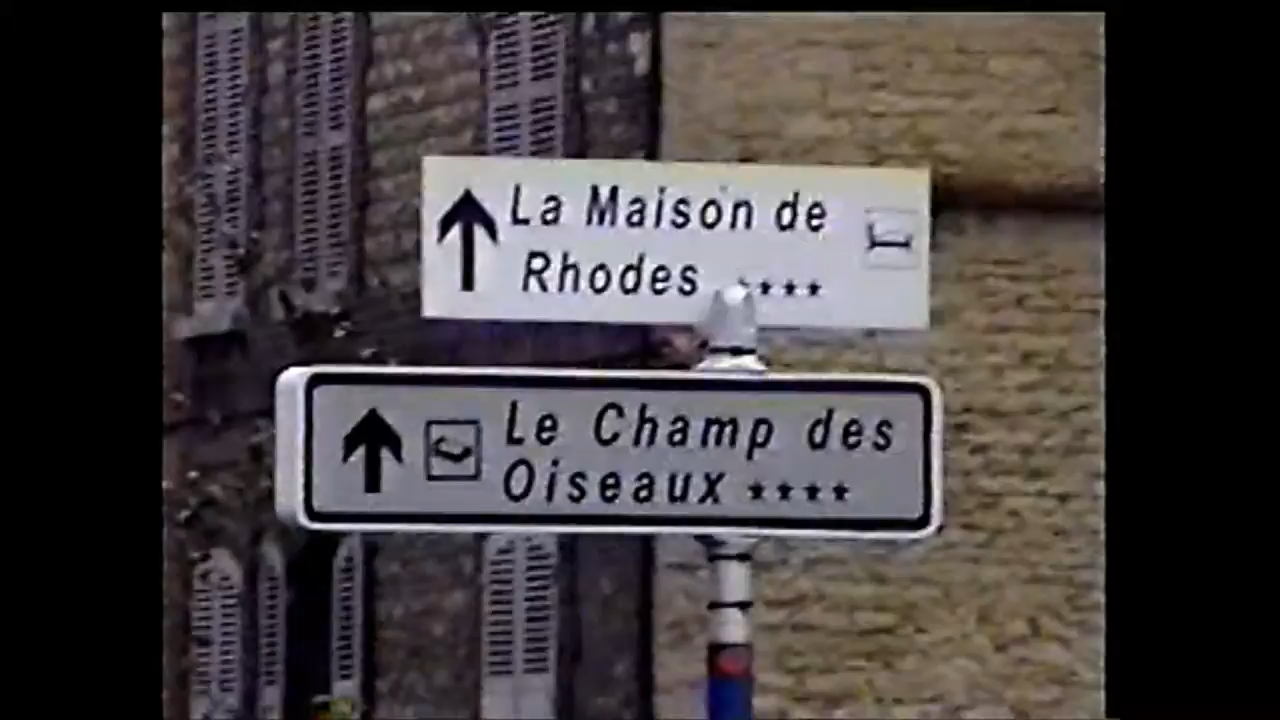 La Maison de
Rhodes ****
Le Champ des
Oiseaux ****